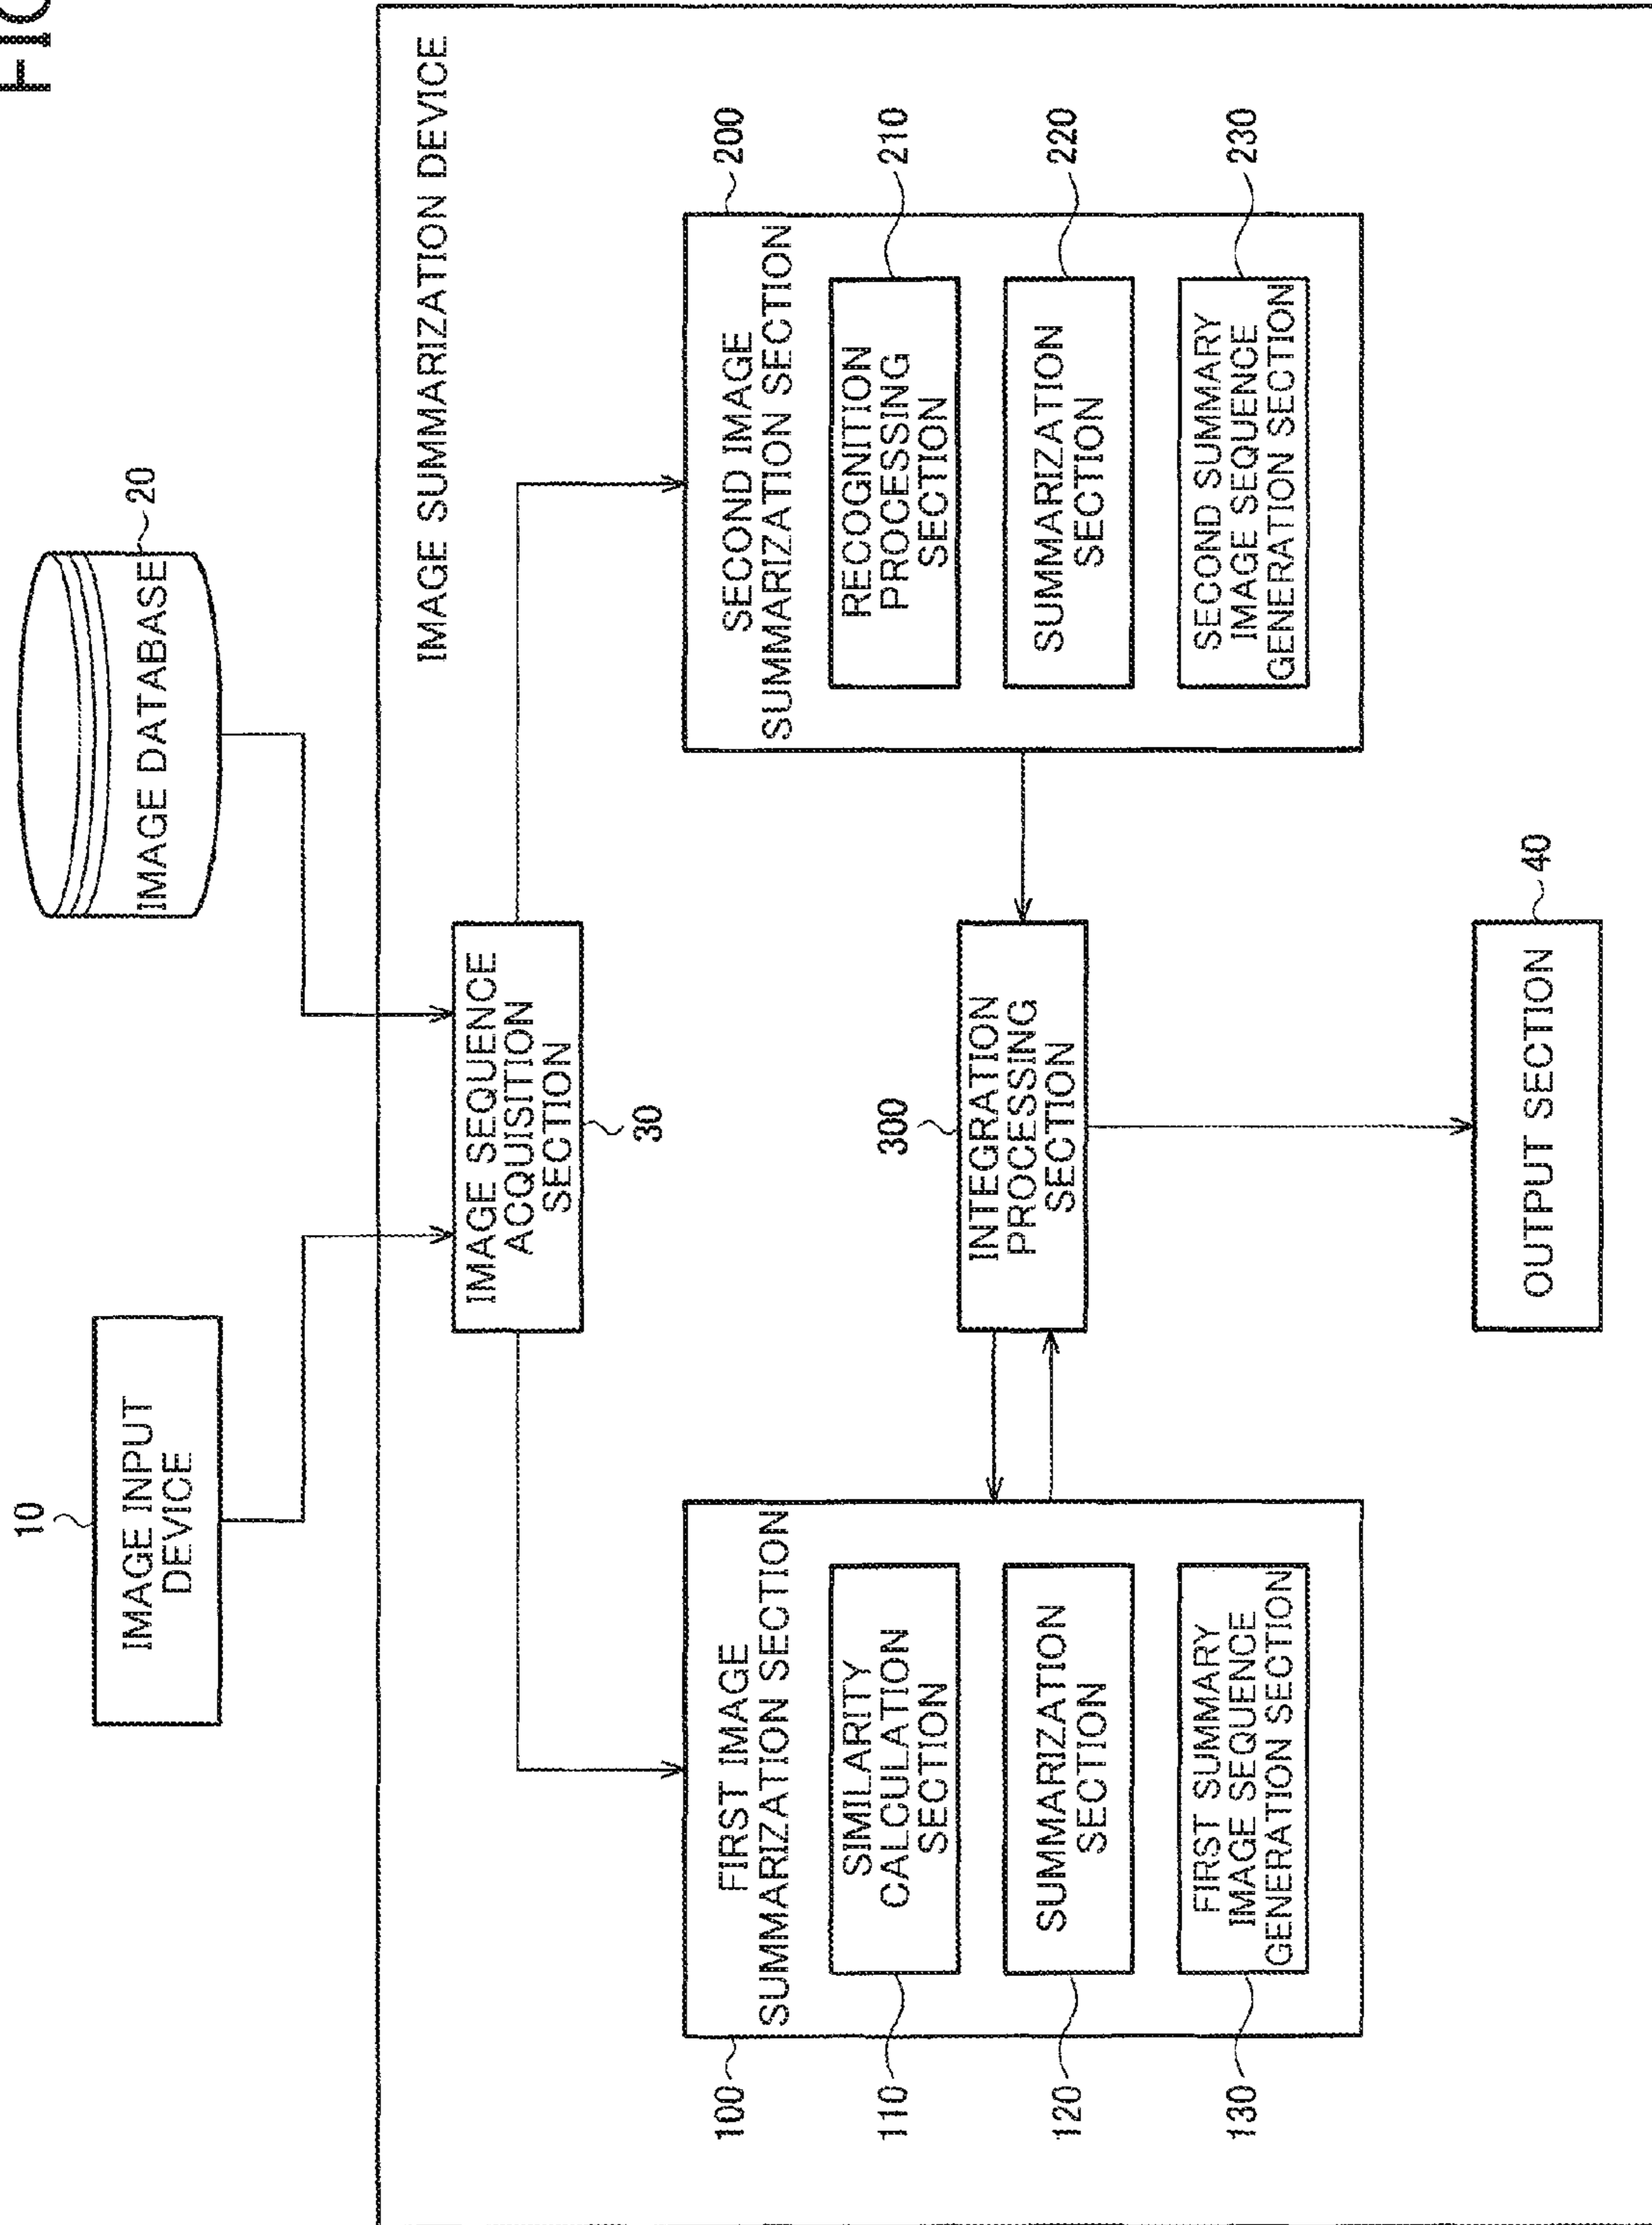 FIG
10
IMAGE INPUT
DEVICE
IMAGE DATABASE
20
IMAGE SUMMARIZATION DEVICE
IMAGE SEQUENCE
ACQUISITION
SECTION
30
100
FIRST IMAGE
SUMMARIZATION SECTION
110
SIMILARITY
CALCULATION
SECTION
120
SUMMARIZATION
SECTION
130
FIRST SUMMARY
IMAGE SEQUENCE
GENERATION SECTION
300
INTEGRATION
PROCESSING
SECTION
200
SECOND IMAGE
SUMMARIZATION SECTION
210
RECOGNITION
PROCESSING
SECTION
220
SUMMARIZATION
SECTION
230
SECOND SUMMARY
IMAGE SEQUENCE
GENERATION SECTION
OUTPUT SECTION
40